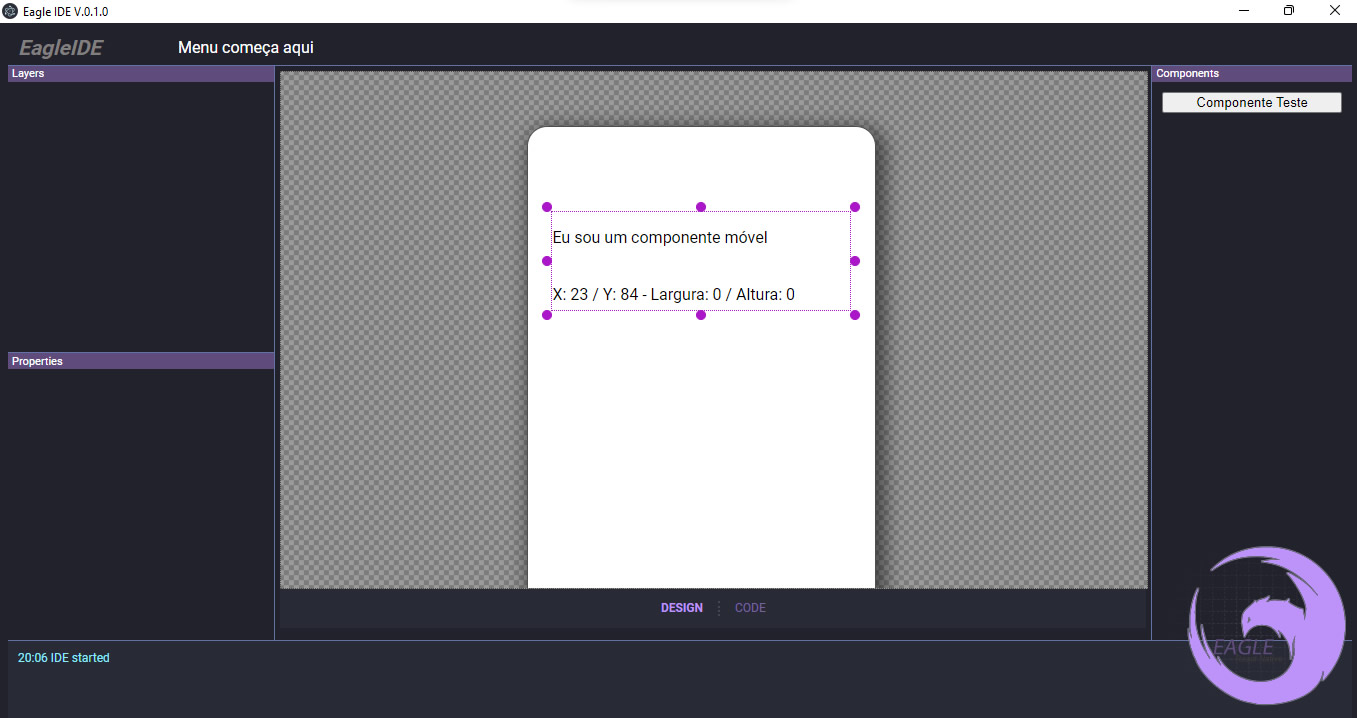 Eagle IDE V.0.1.0
EagleIDE
Menu começa aqui
Layers
Components
Componente Teste
Eu sou um componente móvel
X: 23 / Y: 84 - Largura: 0 / Altura: 0
Properties
DESIGN
CODE
20:06 IDE started
EAGLE